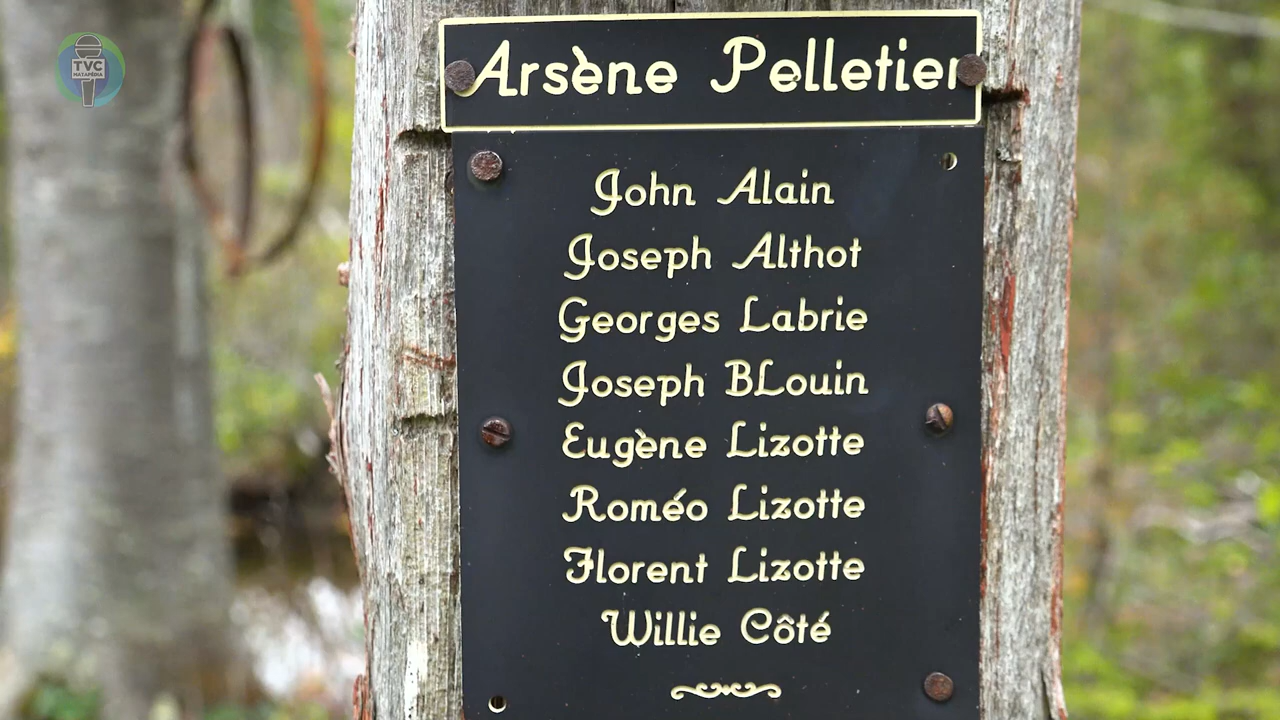 TVC
MATAPÉDIA
Arsène Pelletier
John Alain
Joseph Althot
Georges Labrie
Joseph BLouin
Eugène Lizotte
Roméo Lizotte
Florent Lizotte
Willie Côté